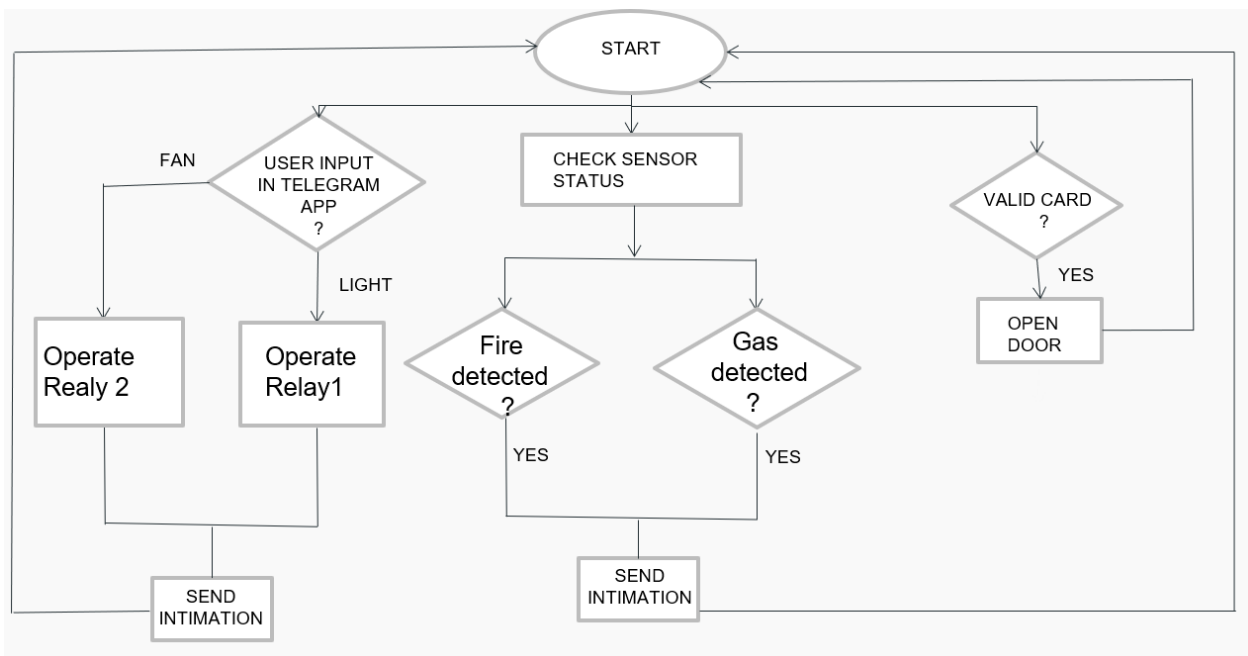 START
FAN
USER INPUT
IN TELEGRAM
APP
?
CHECK SENSOR
STATUS
VALID CARD
?
LIGHT
YES
Operate
Realy 2
Operate
Relay1
Fire
detected
?
Gas
detected
?
OPEN
DOOR
YES
YES
SEND
INTIMATION
SEND
INTIMATION